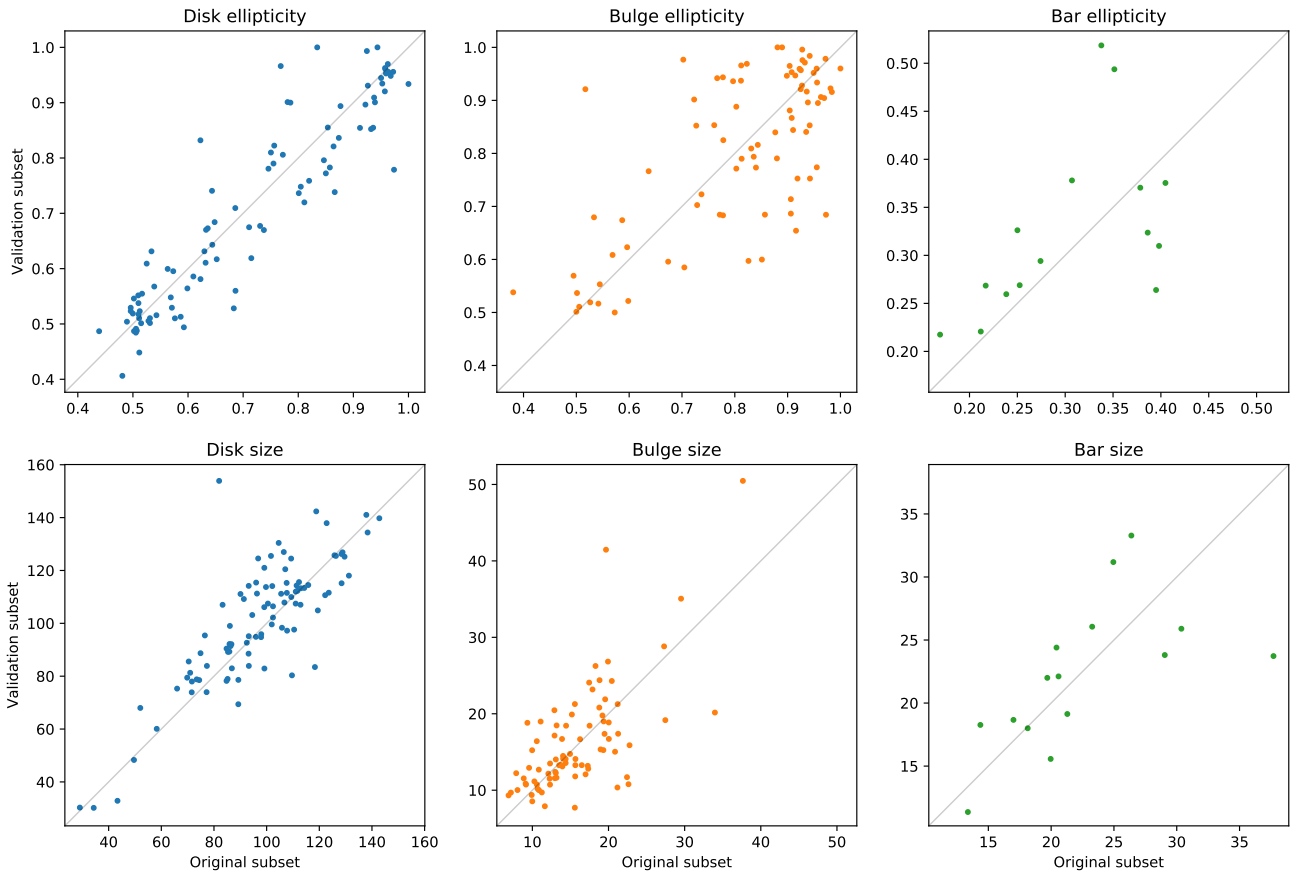 Disk ellipticity
Bulge ellipticity
Bar ellipticity
Validation subset
1.0
0.9
0.8
0.7
0.6
0.5
0.4
0.4 0.5 0.6 0.7 0.8 0.9 1.0
1.0
0.9
0.8
0.7
0.6
0.5
0.4
0.4 0.5 0.6 0.7 0.8 0.9 1.0
0.50
0.45
0.40
0.35
0.30
0.25
0.20
0.20 0.25 0.30 0.35 0.40 0.45 0.50
Disk size
Bulge size
Bar size
Validation subset
160
140
120
100
80
60
40
40 60 80 100 120 140 160
Original subset
50
40
30
20
10
10 20 30 40 50
Original subset
35
30
25
20
15
15 20 25 30 35
Original subset